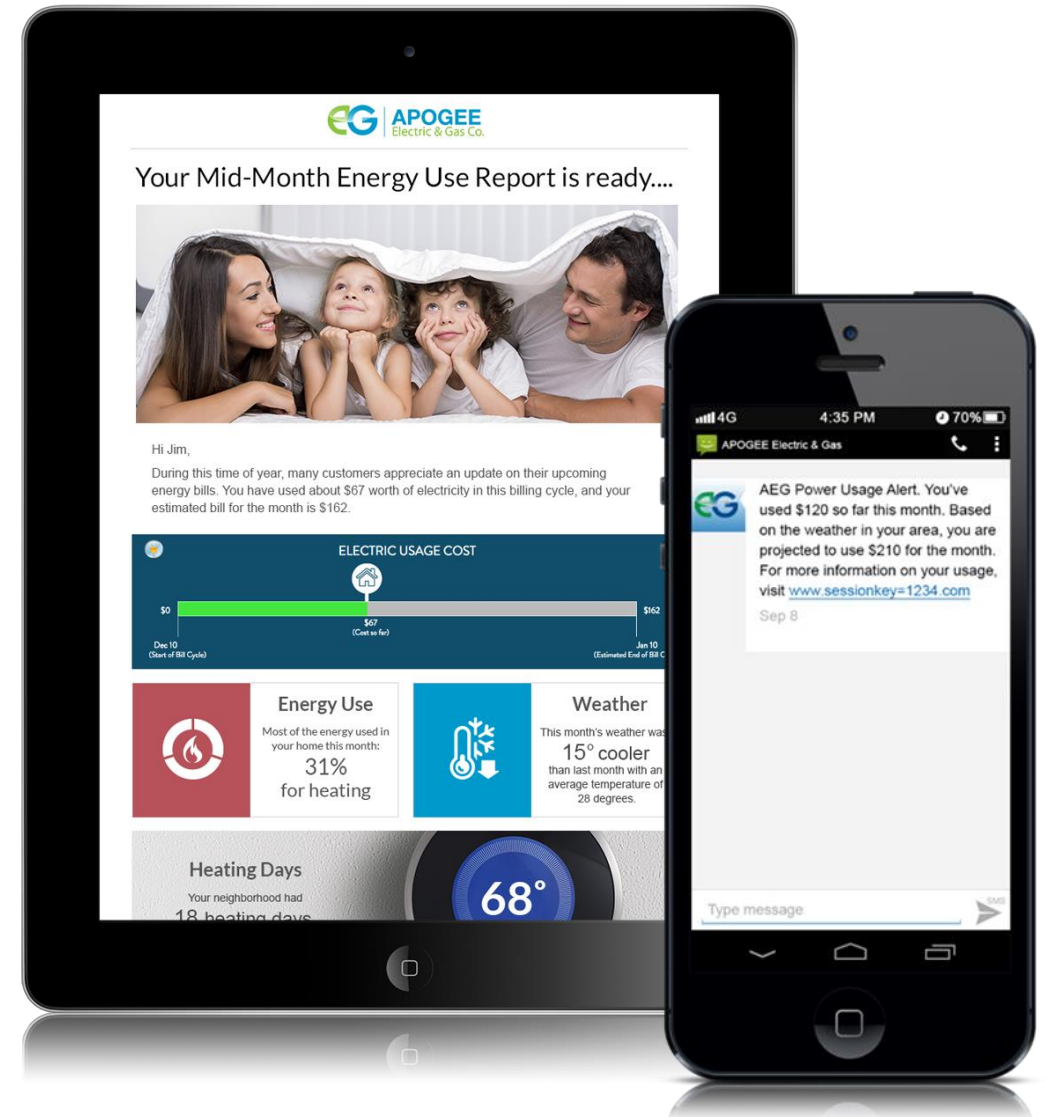 EG APOGEE
Electric & Gas Co.
Your Mid-Month Energy Use Report is ready....
Hi Jim,
During this time of year, many customers appreciate an update on their upcoming
energy bills. You have used about $67 worth of electricity in this billing cycle, and your
estimated bill for the month is $162.
ELECTRIC USAGE COST
$0
$162
$67
(Cost so far)
Dec 10
(Start of Bill Cycle)
Jan 10
(Estimated End of Bill C
Energy Use
Most of the energy used in
your home this month:
31%
for heating
Weather
This month's weather was
15° cooler
than last month with an
average temperature of
28 degrees.
Heating Days
Your neighborhood had
18 heating days
68°
4G 4:35 PM 70%
APOGEE Electric & Gas
EG
AEG Power Usage Alert. You've
used $120 so far this
month. Based
on the weather in your area, you are
projected to use $210 for the month.
For more information on your usage,
visit www.sessionkey=1234.com
Sep 8
Type message
SMS